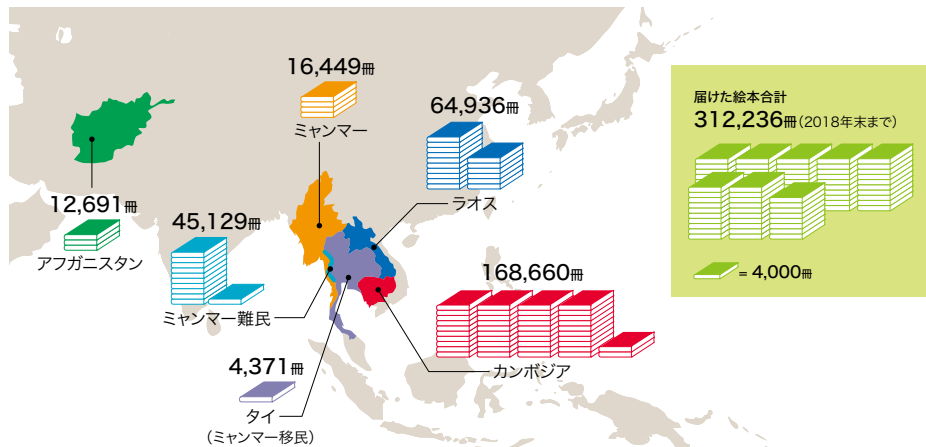 16,449冊
ミャンマー
64,936冊
ラオス
12,691冊
アフガニスタン
45,129冊
ミャンマー難民
168,660冊
カンボジア
4,371冊
タイ
（ミャンマー移民）
届けた絵本合計
312,236冊（2018年末まで）
= 4,000冊